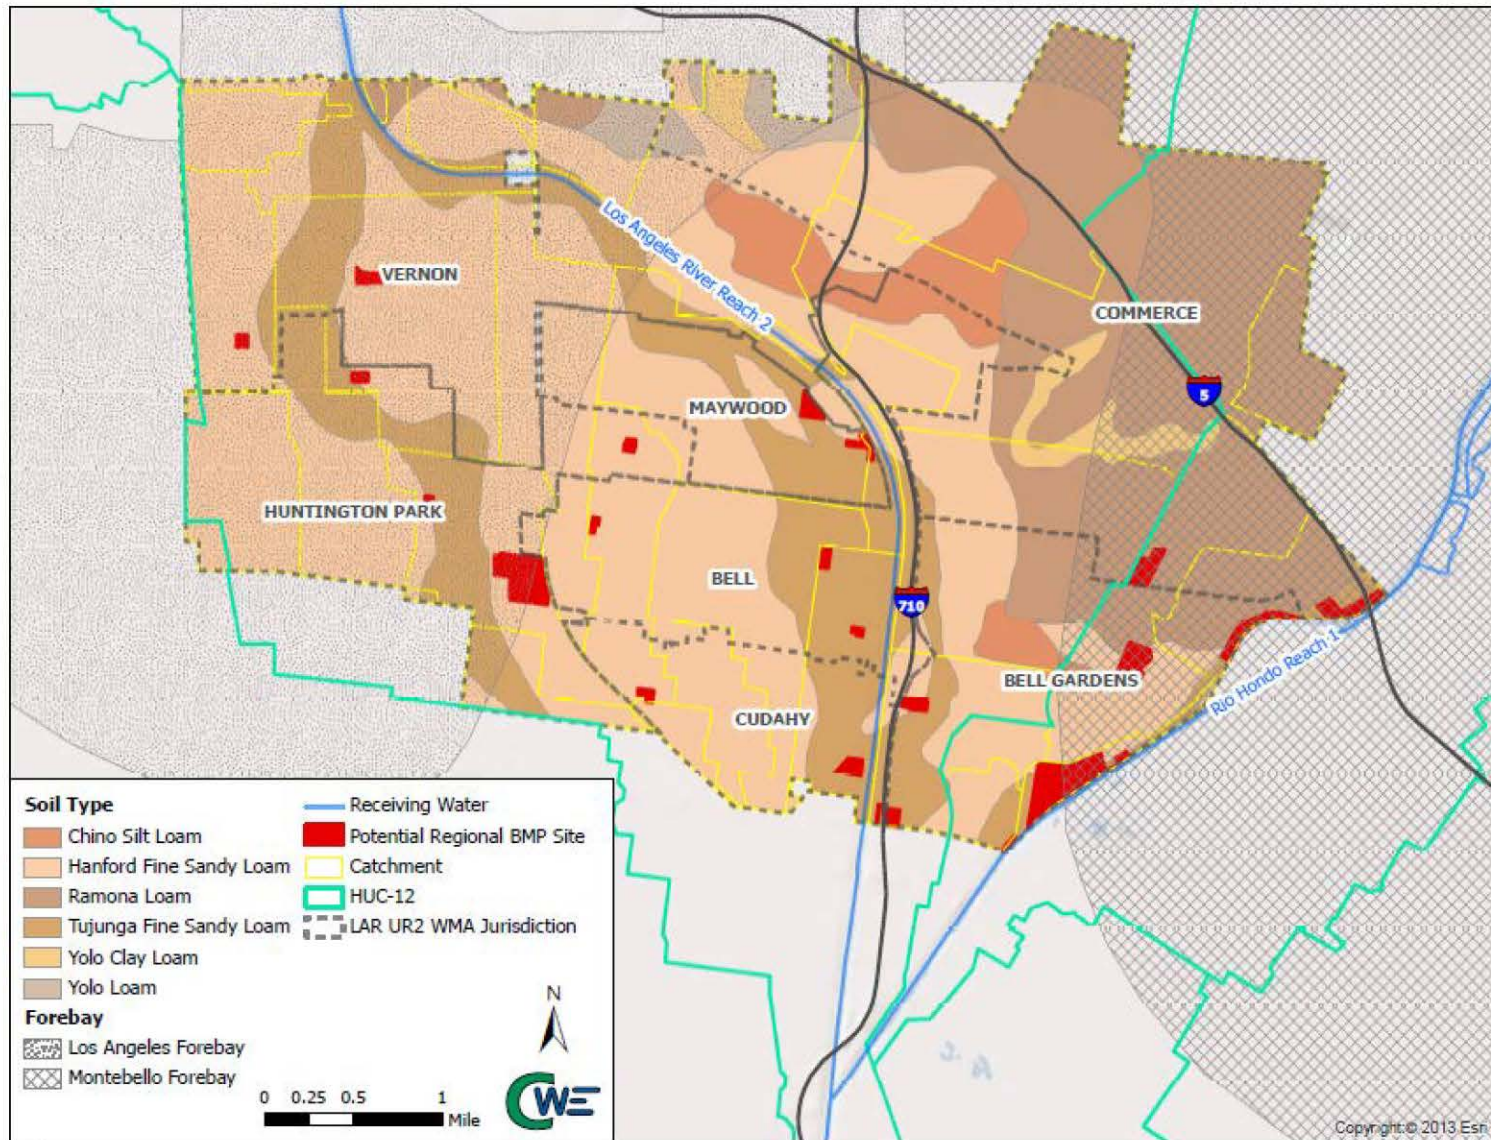 Los Angeles River Reach 2
VERNON
COMMERCE
5
MAYWOOD
HUNTINGTON PARK
BELL
710
BELL GARDENS
Rio Hondo Reach 1
CUDAHY
Soil Type
Chino Silt Loam
Hanford Fine Sandy Loam
Ramona Loam
Tujunga Fine Sandy Loam
Yolo Clay Loam
Yolo Loam
Forebay
Los Angeles Forebay
Montebello Forebay
Receiving Water
Potential Regional BMP Site
Catchment
HUC-12
LAR UR2 WMA Jurisdiction
N
0 0.25 0.5 1
Mile
CWE
Copyright:© 2013 Esri